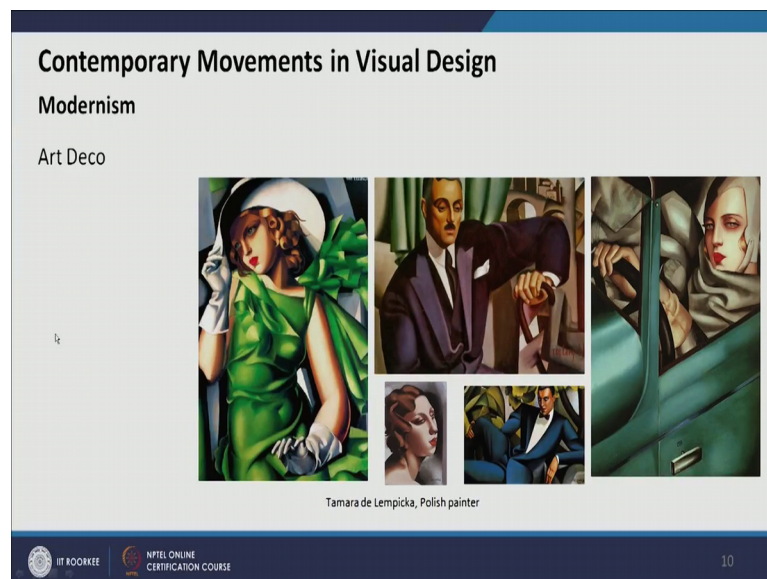 Contemporary Movements in Visual Design
Modernism
Art Deco
Tamara de Lempicka, Polish painter
IIT ROORKEE
NPTEL ONLINE
CERTIFICATION COURSE
10